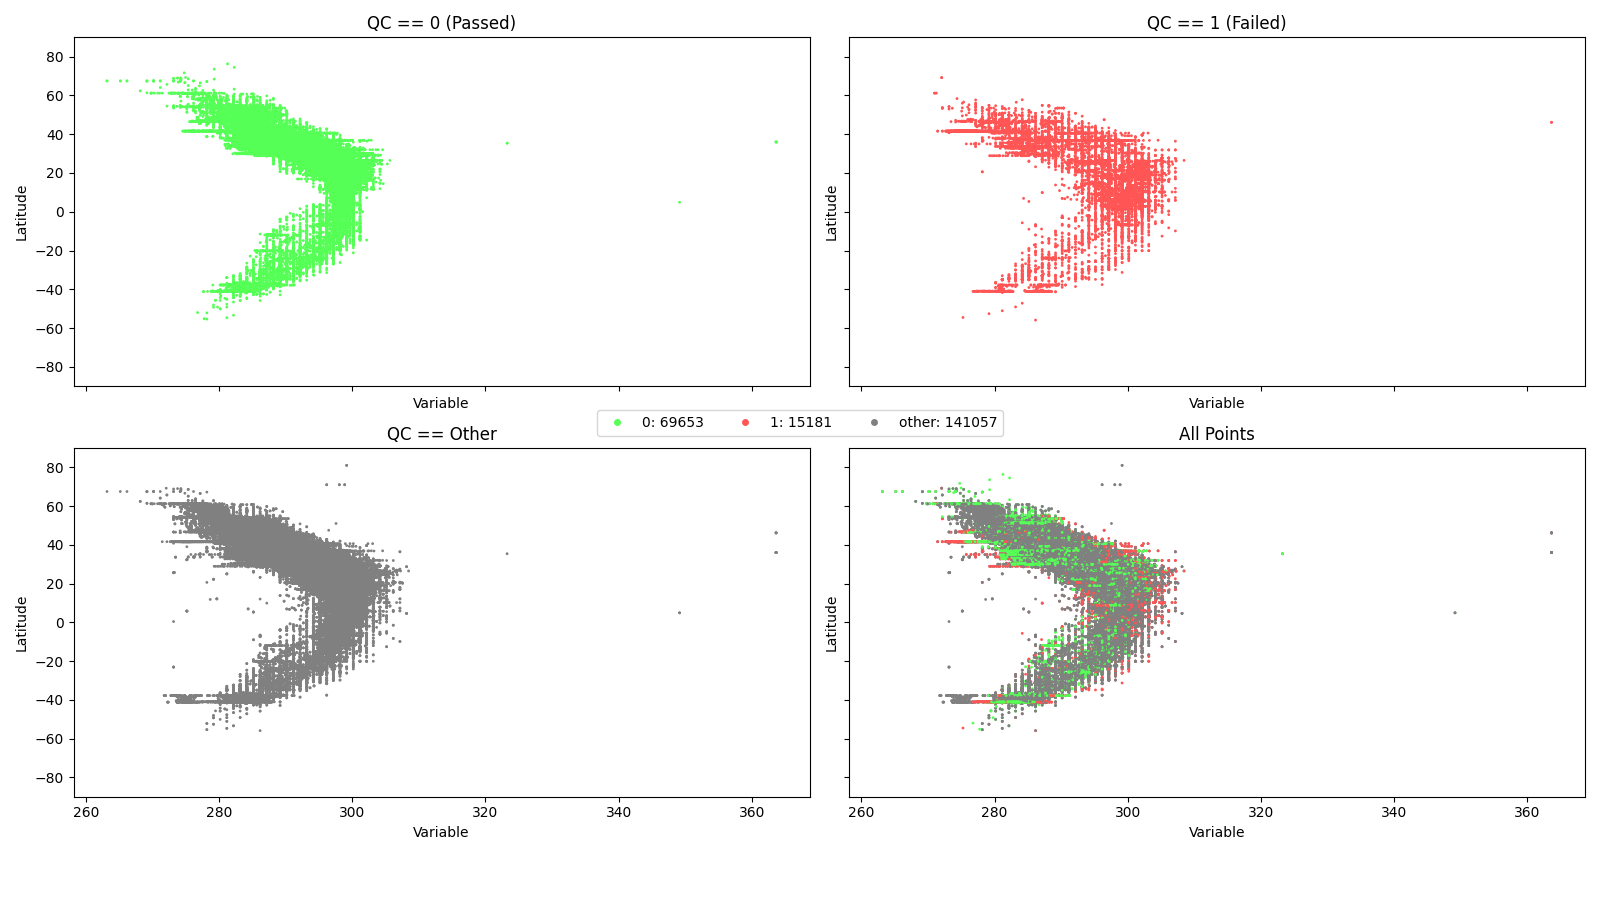 QC == 0 (Passed)
QC == 1 (Failed)
80
60
40
20
0
−20
−40
−60
−80
Latitude
Latitude
Variable
Variable
0: 69653
1: 15181
other: 141057
QC == Other
All Points
80
60
40
20
0
−20
−40
−60
−80
Latitude
Latitude
260
280
300
320
340
360
260
280
300
320
340
360
Variable
Variable